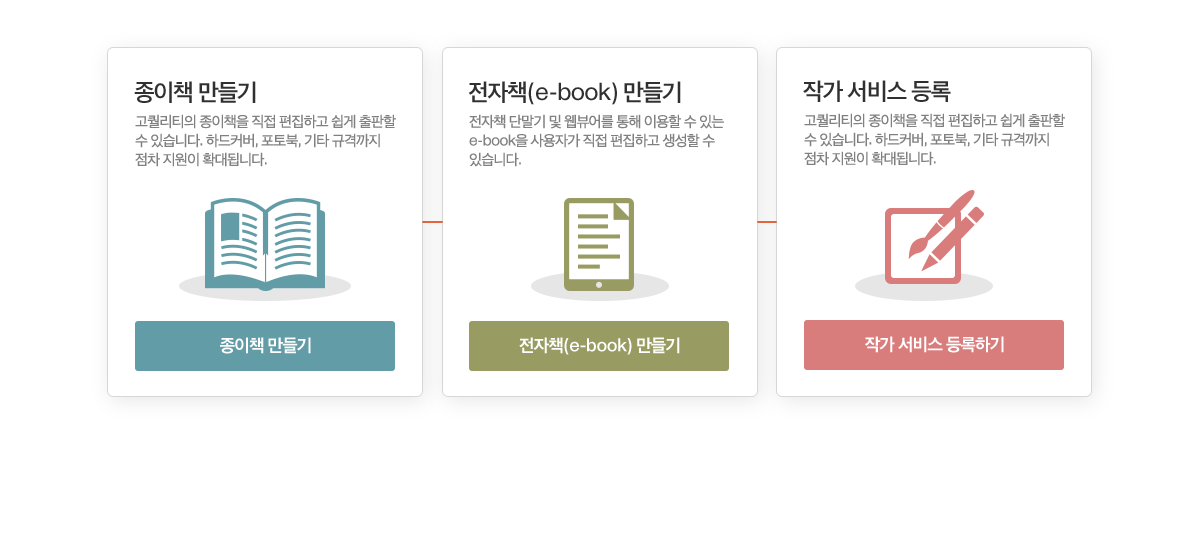 종이책 만들기
고퀄리티의 종이책을 직접 편집하고 쉽게 출판할
수 있습니다. 하드커버, 포토북, 기타 규격까지
점차 지원이 확대됩니다.
종이책 만들기
전자책(e-book) 만들기
전자책 단말기 및 웹뷰어를 통해 이용할 수 있는
e-book을 사용자가 직접 편집하고 생성할 수
있습니다.
전자책(e-book) 만들기
작가 서비스 등록
고퀄리티의 종이책을 직접 편집하고 쉽게 출판할
수 있습니다. 하드커버, 포토북, 기타 규격까지
점차 지원이 확대됩니다.
작가 서비스 등록하기